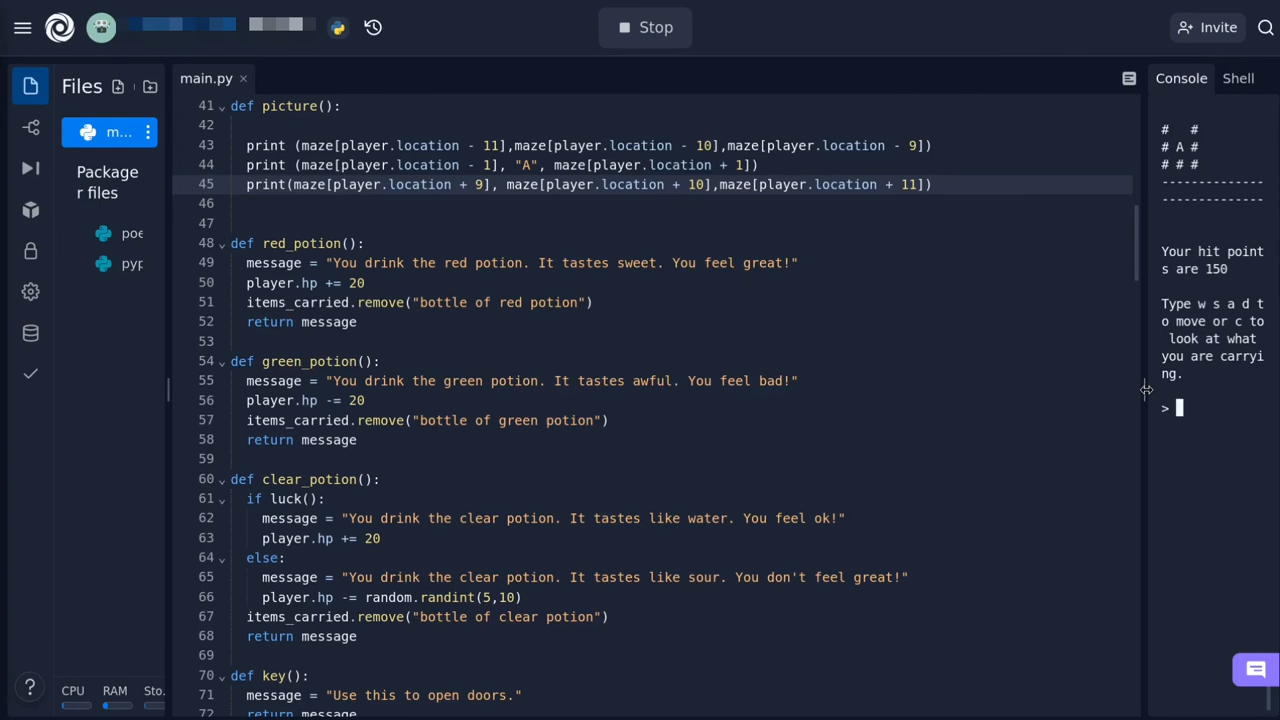 Stop
Invite
Files
main.py ×
Console
Shell
m...
Package
r files
poe
pyp
41 def picture():
42
43 print (maze[player.location - 11],maze[player.location - 10],maze[player.location - 9])
44 print (maze[player.location - 1], "A", maze[player.location + 1])
45 print(maze[player.location + 9], maze[player.location + 10],maze[player.location + 11])
46
47
48 def red_potion():
49 message = "You drink the red potion. It tastes sweet. You feel great!"
50 player.hp += 20
51 items_carried.remove("bottle of red potion")
52 return message
53
54 def green_potion():
55 message = "You drink the green potion. It tastes awful. You feel bad!"
56 player.hp -= 20
57 items_carried.remove("bottle of green potion")
58 return message
59
60 def clear_potion():
61 if luck():
62 message = "You drink the clear potion. It tastes like water. You feel ok!"
63 player.hp += 20
64 else:
65 message = "You drink the clear potion. It tastes like sour. You don't feel great!"
66 player.hp -= random.randint(5,10)
67 items_carried.remove("bottle of clear potion")
68 return message
69
70 def key():
71 message = "Use this to open doors."
72 return message
#   #
# A #
# # #
--------------
--------------
Your hit point
s are 150
Type w s a d t
o move or c to
look at what
you are carryi
ng.
>
?
CPU
RAM
Sto.